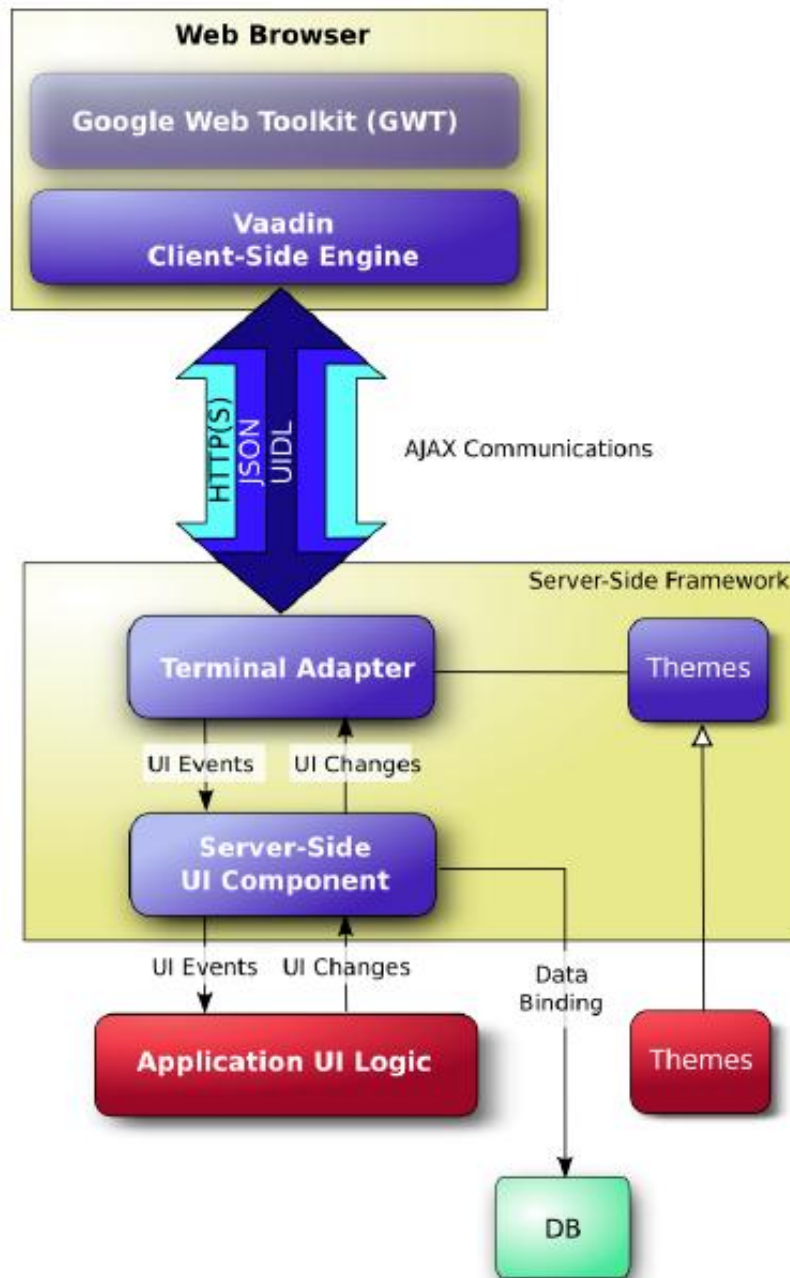 Web Browser
Google Web Toolkit (GWT)
Vaadin
Client-Side Engine
HTTP(S)
JSON
UIDL
AJAX Communications
Server-Side Framework
Terminal Adapter
Themes
UI Events
UI Changes
Server-Side
UI Component
UI Events
UI Changes
Data
Binding
Application UI Logic
Themes
DB